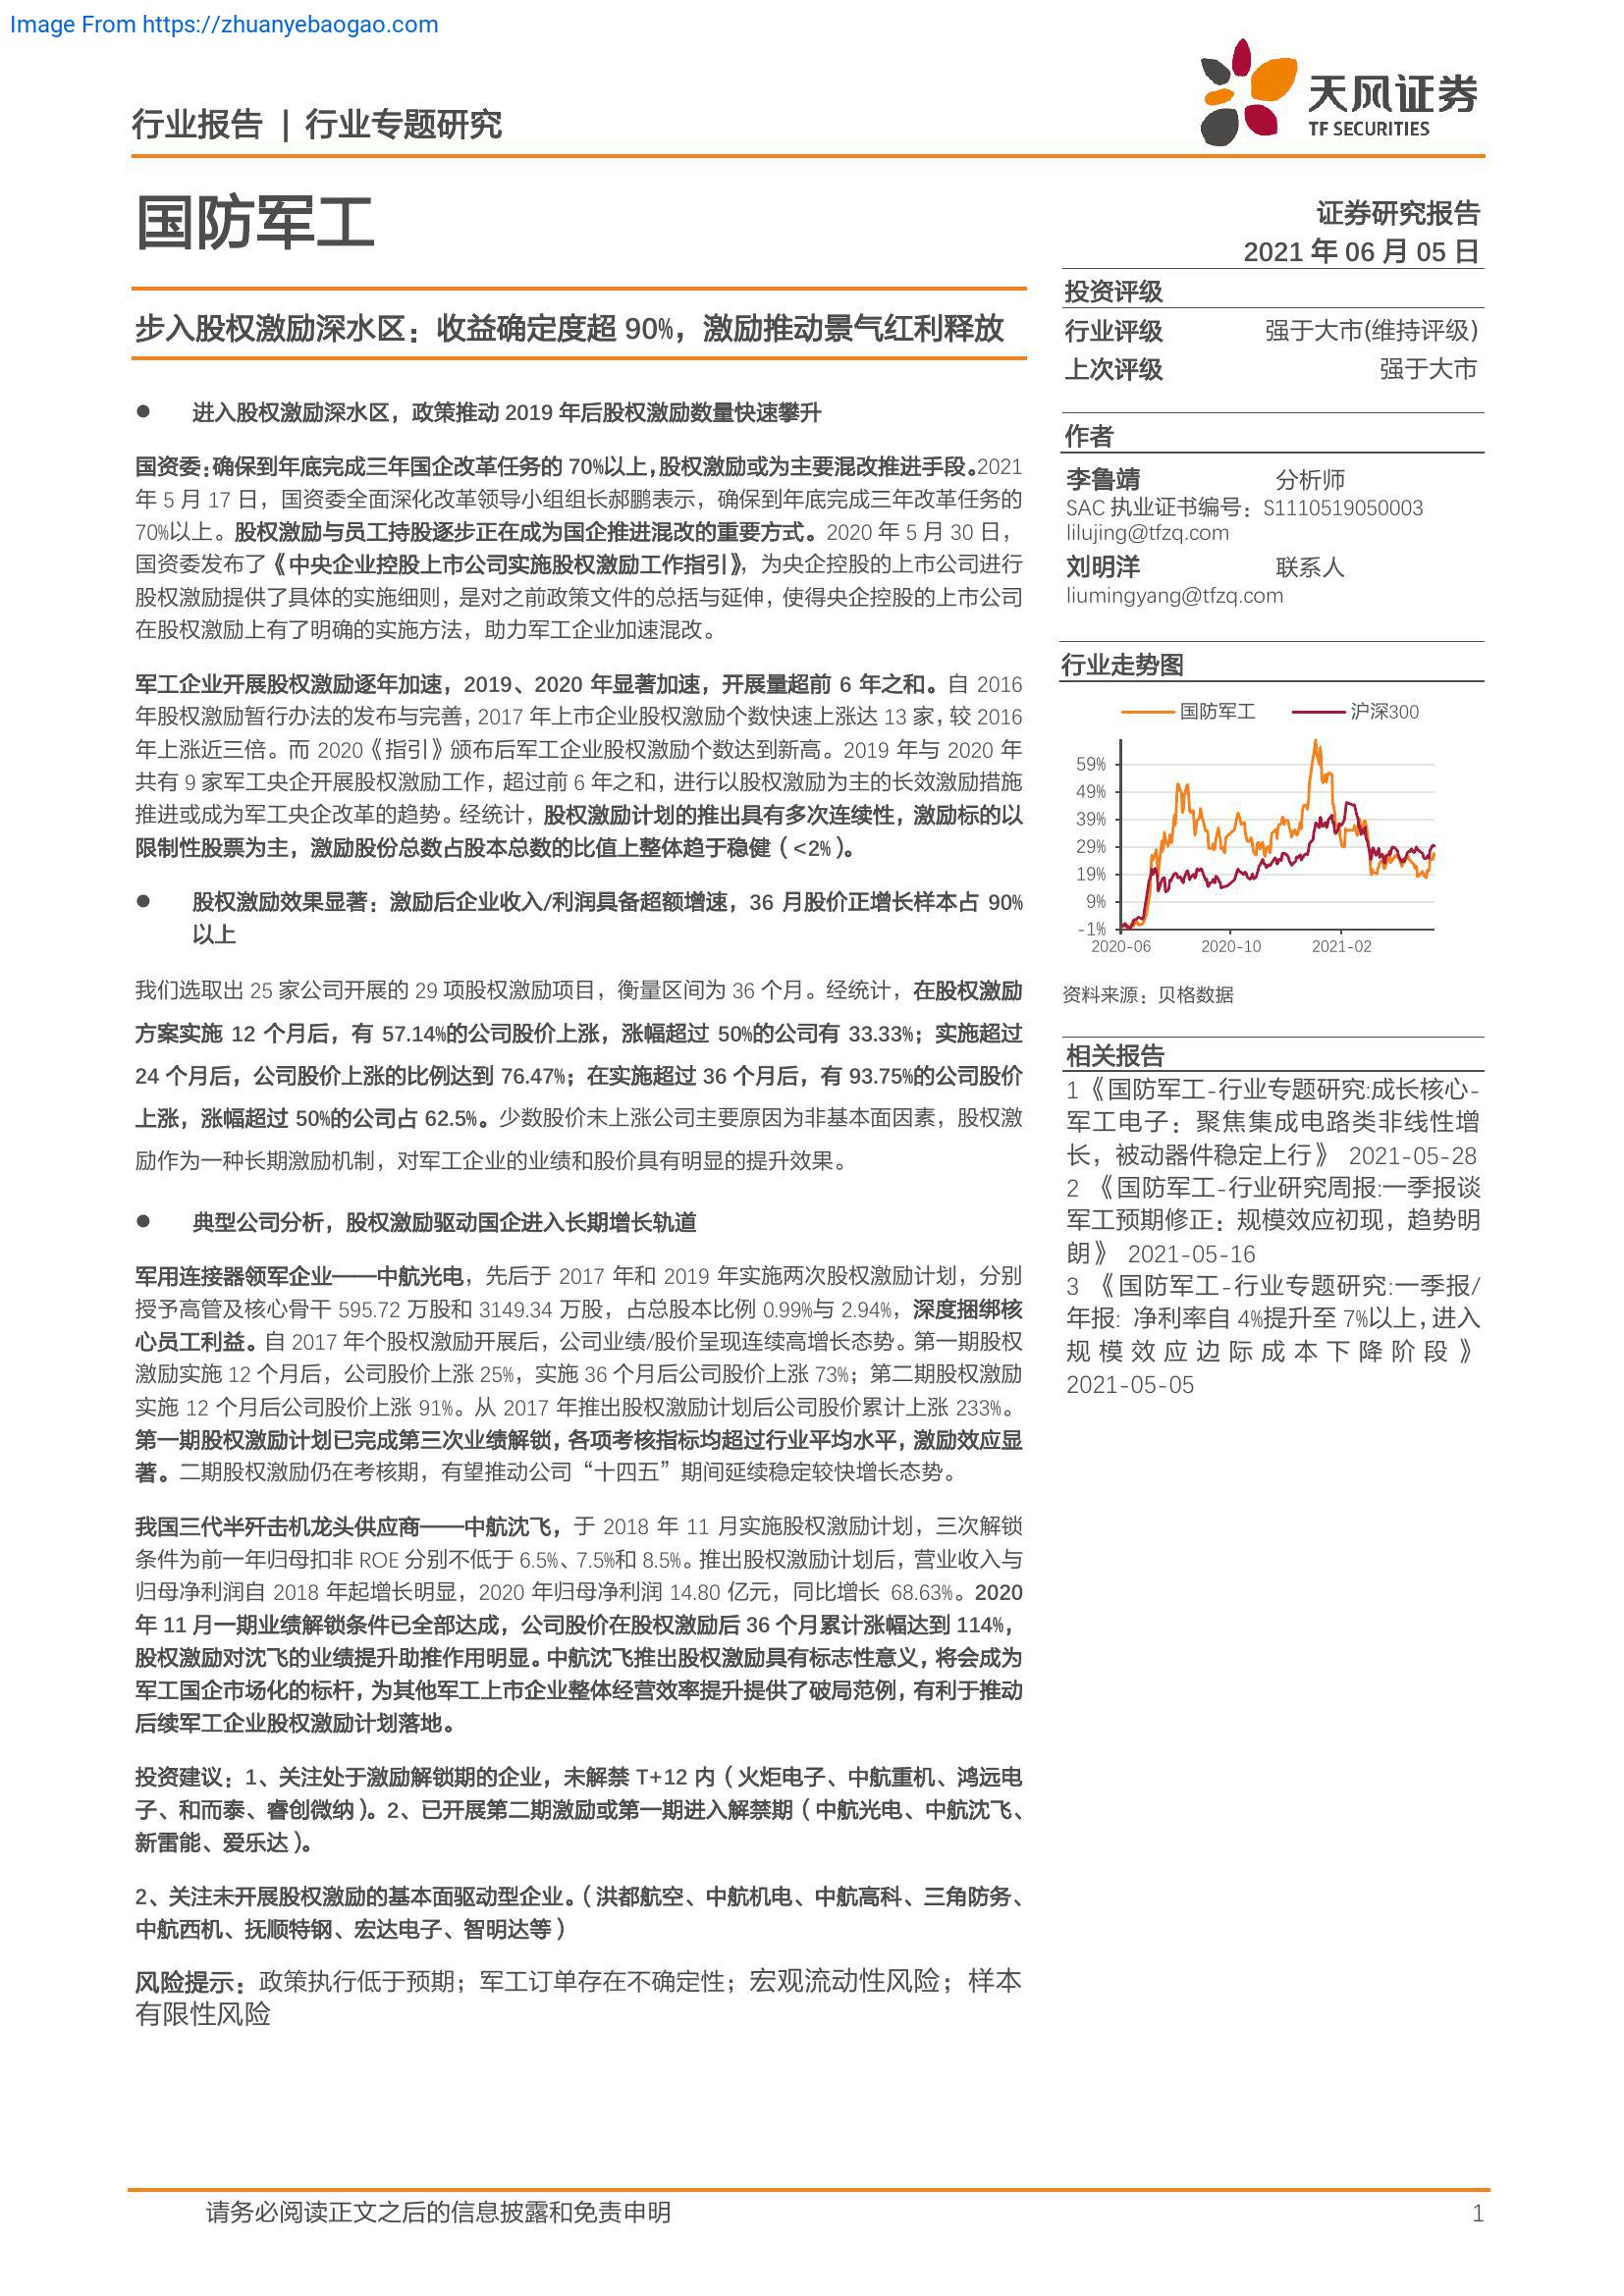 Image From https://zhuanyebaogao.com
天风证券
TF SECURITIES
行业报告 | 行业专题研究
国防军工
证券研究报告
2021 年 06 月 05 日
步入股权激励深水区：收益确定度超 90%，激励推动景气红利释放
● 进入股权激励深水区，政策推动 2019 年后股权激励数量快速攀升
国资委：确保到年底完成三年国企改革任务的 70%以上，股权激励或为主要混改推进手段。2021
年 5 月 17 日，国资委全面深化改革领导小组组长郝鹏表示，确保到年底完成三年改革任务的
70%以上。股权激励与员工持股逐步正在成为国企推进混改的重要方式。2020 年 5 月 30 日，
国资委发布了《中央企业控股上市公司实施股权激励工作指引》，为央企控股的上市公司进行
股权激励提供了具体的实施细则，是对之前政策文件的总括与延伸，使得央企控股的上市公司
在股权激励上有了明确的实施方法，助力军工企业加速混改。
军工企业开展股权激励逐年加速，2019、2020 年显著加速，开展量超前 6 年之和。自 2016
年股权激励暂行办法的发布与完善，2017 年上市企业股权激励个数快速上涨达 13 家，较 2016
年上涨近三倍。而 2020《指引》颁布后军工企业股权激励个数达到新高。2019 年与 2020 年
共有 9 家军工央企开展股权激励工作，超过前 6 年之和，进行以股权激励为主的长效激励措施
推进或成为军工央企改革的趋势。经统计，股权激励计划的推出具有多次连续性，激励标的以
限制性股票为主，激励股份总数占股本总数的比值上整体趋于稳健（<2%）。
● 股权激励效果显著：激励后企业收入/利润具备超额增速，36 月股价正增长样本占 90%
以上
我们选取出 25 家公司开展的 29 项股权激励项目，衡量区间为 36 个月。经统计，在股权激励
方案实施 12 个月后，有 57.14%的公司股价上涨，涨幅超过 50%的公司有 33.33%；实施超过
24 个月后，公司股价上涨的比例达到 76.47%；在实施超过 36 个月后，有 93.75%的公司股价
上涨，涨幅超过 50%的公司占 62.5%。少数股价未上涨公司主要原因为非基本面因素，股权激
励作为一种长期激励机制，对军工企业的业绩和股价具有明显的提升效果。
● 典型公司分析，股权激励驱动国企进入长期增长轨道
军用连接器领军企业——中航光电，先后于 2017 年和 2019 年实施两次股权激励计划，分别
授予高管及核心骨干 595.72 万股和 3149.34 万股，占总股本比例 0.99%与 2.94%，深度捆绑核
心员工利益。自 2017 年个股权激励开展后，公司业绩/股价呈现连续高增长态势。第一期股权
激励实施 12 个月后，公司股价上涨 25%，实施 36 个月后公司股价上涨 73%；第二期股权激励
实施 12 个月后公司股价上涨 91%。从 2017 年推出股权激励计划后公司股价累计上涨 233%。
第一期股权激励计划已完成第三次业绩解锁，各项考核指标均超过行业平均水平，激励效应显
著。二期股权激励仍在考核期，有望推动公司“十四五”期间延续稳定较快增长态势。
我国三代半歼击机龙头供应商——中航沈飞，于 2018 年 11 月实施股权激励计划，三次解锁
条件为前一年归母扣非 ROE 分别不低于 6.5%、7.5%和 8.5%。推出股权激励计划后，营业收入与
归母净利润自 2018 年起增长明显，2020 年归母净利润 14.80 亿元，同比增长 68.63%。2020
年 11 月一期业绩解锁条件已全部达成，公司股价在股权激励后 36 个月累计涨幅达到 114%，
股权激励对沈飞的业绩提升助推作用明显。中航沈飞推出股权激励具有标志性意义，将会成为
军工国企市场化的标杆，为其他军工上市企业整体经营效率提升提供了破局范例，有利于推动
后续军工企业股权激励计划落地。
投资建议：1、关注处于激励解锁期的企业，未解禁 T+12 内（火炬电子、中航重机、鸿远电
子、和而泰、睿创微纳）。2、已开展第二期激励或第一期进入解禁期（中航光电、中航沈飞、
新雷能、爱乐达）。
2、关注未开展股权激励的基本面驱动型企业。（洪都航空、中航机电、中航高科、三角防务、
中航西机、抚顺特钢、宏达电子、智明达等）
风险提示：政策执行低于预期；军工订单存在不确定性；宏观流动性风险；样本
有限性风险
投资评级
行业评级 强于大市(维持评级)
上次评级 强于大市
作者
李鲁靖 分析师
SAC 执业证书编号：S1110519050003
lilujing@tfzq.com
刘明洋 联系人
liumingyang@tfzq.com
行业走势图
国防军工 沪深300
59%
49%
39%
29%
19%
9%
-1%
2020-06 2020-10 2021-02
资料来源：贝格数据
相关报告
1 《国防军工-行业专题研究:成长核心-
军工电子：聚焦集成电路类非线性增
长，被动器件稳定上行》 2021-05-28
2 《国防军工-行业研究周报:一季报谈
军工预期修正：规模效应初现，趋势明
朗》 2021-05-16
3 《国防军工-行业专题研究:一季报/
年报: 净利率自 4%提升至 7%以上，进入
规模效应边际成本下降阶段》
2021-05-05
请务必阅读正文之后的信息披露和免责申明 1